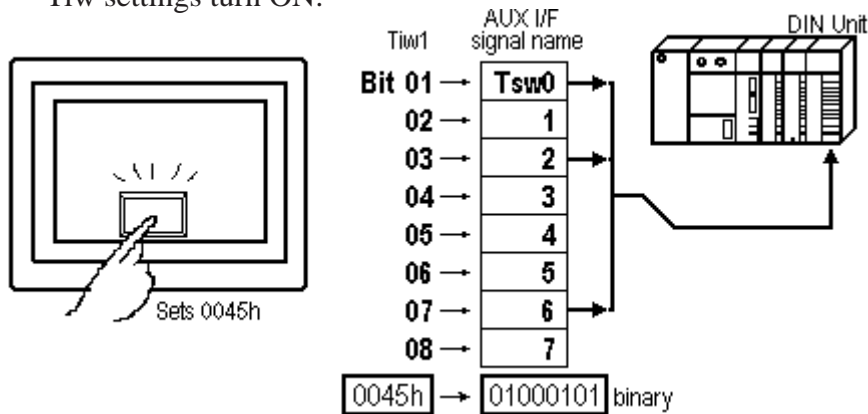 Tiw settings turn ON.
AUX I/F
DIN Unit
Tiw1
signal name
Bit 01
Tsw0
02
1
03
2
04
3
05
4
06
5
07
6
08
7
Sets 0045h
0045h
01000101 binary